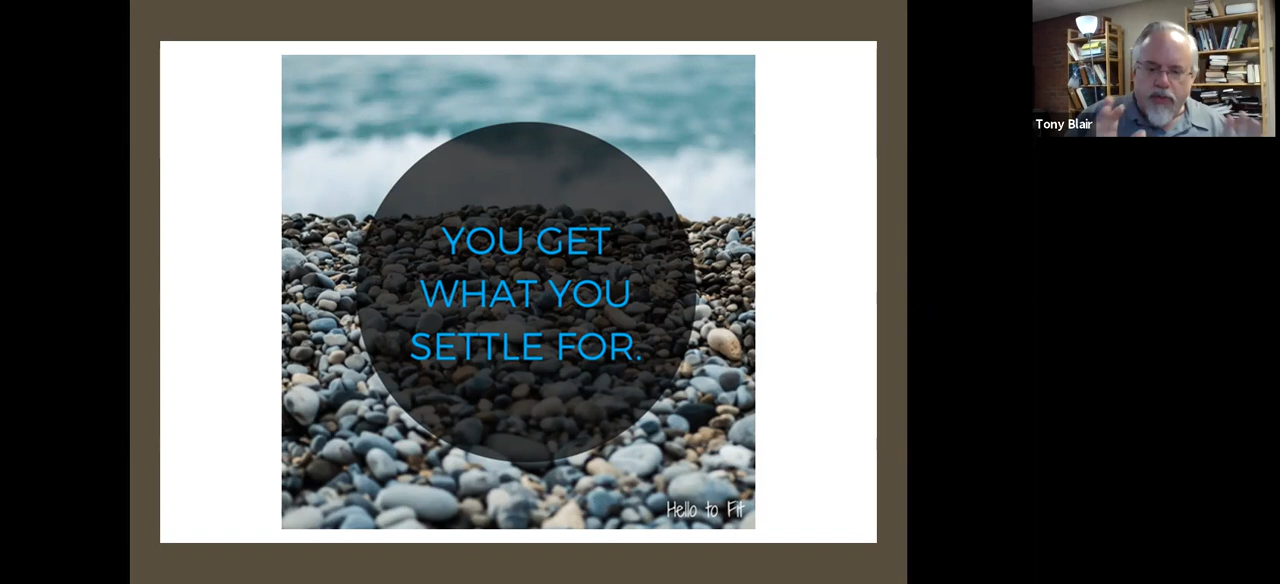 YOU GET
WHAT YOU
SETTLE FOR.
Hello to Fit
Tony Blair